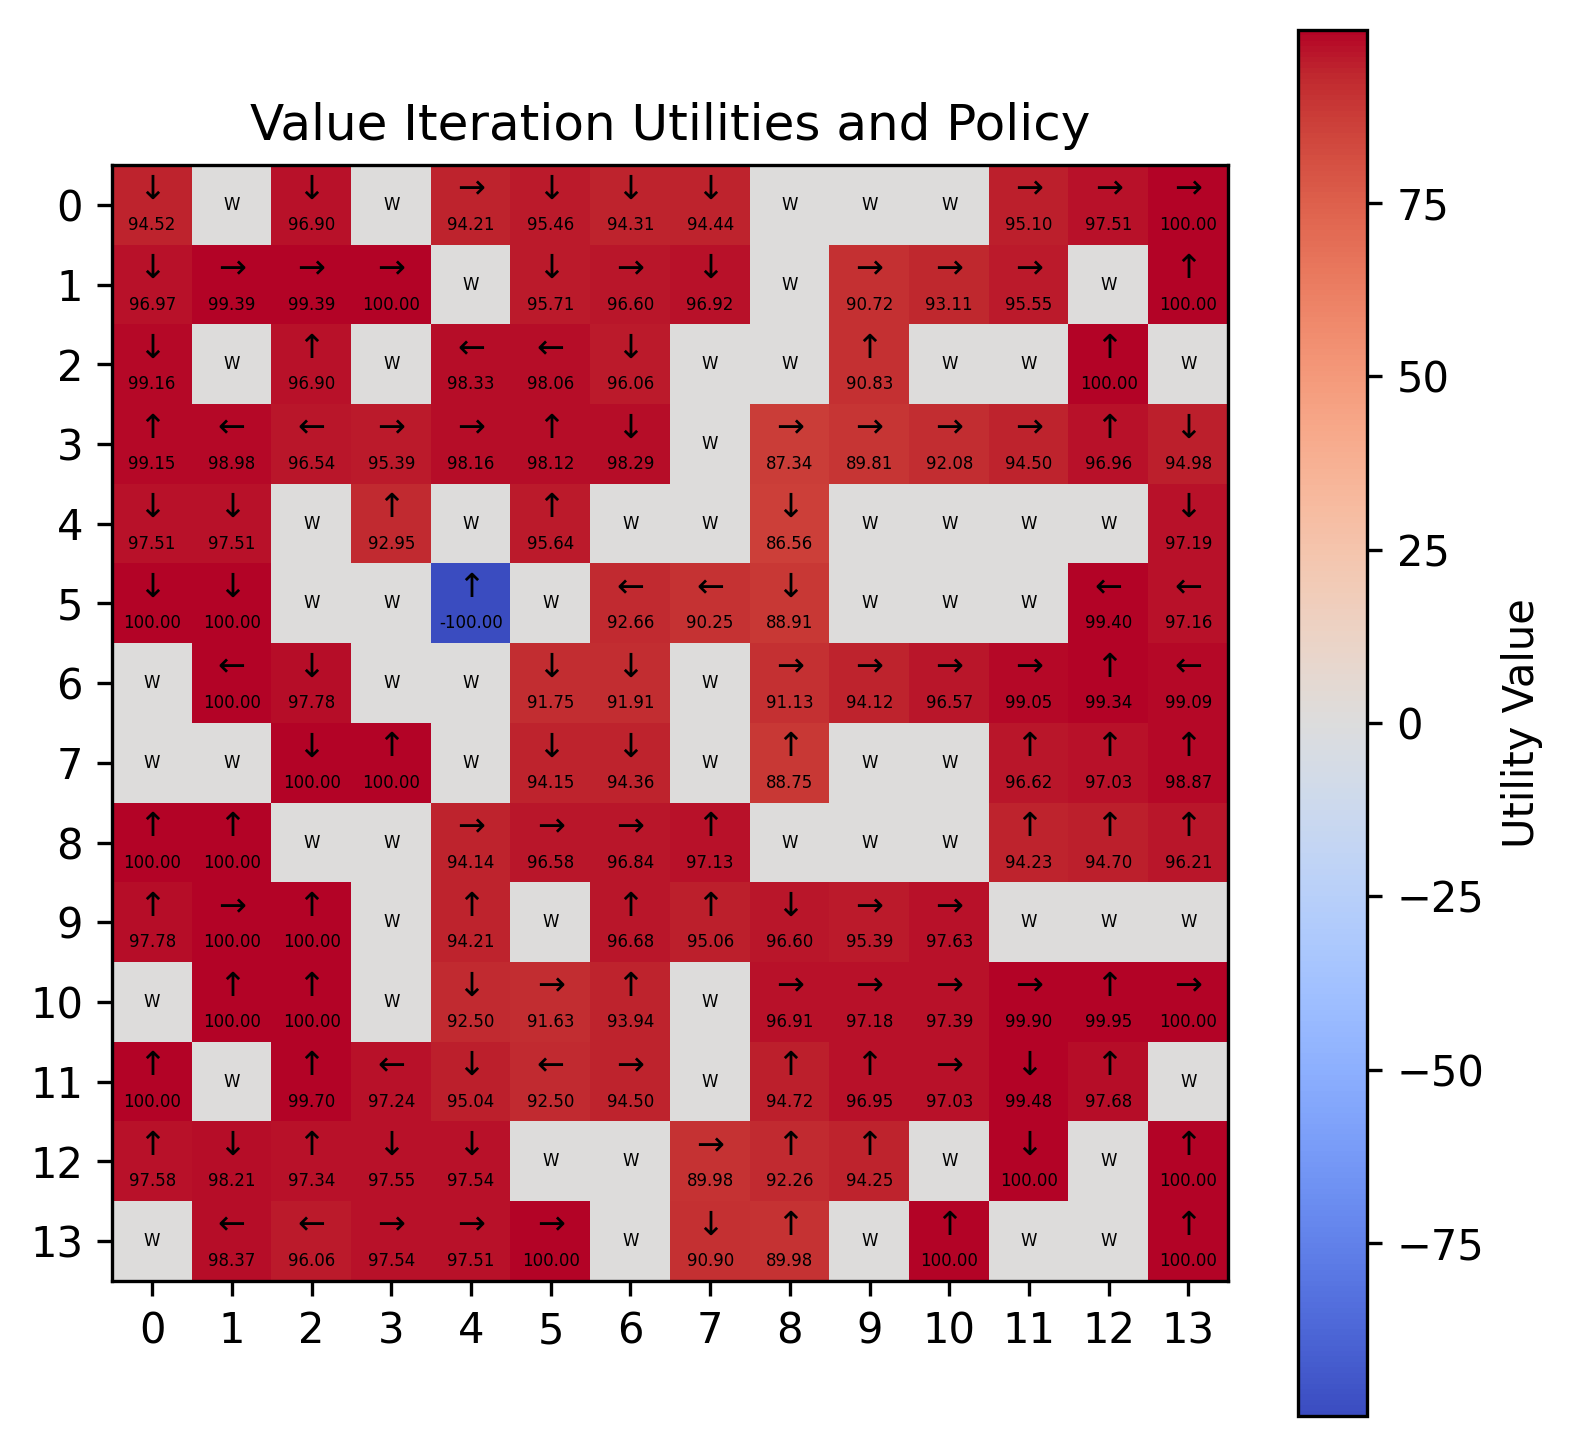 Value Iteration Utilities and Policy
0 ↓ W ↓ W → ↓ ↓ ↓ W W W → → →
94.52 96.90 94.21 95.46 94.31 94.44 95.10 97.51 100.00
1 ↓ → → → W ↓ → ↓ W → → → W ↑
96.97 99.39 99.39 100.00 95.71 96.60 96.92 90.72 93.11 95.55 100.00
2 ↓ W ↑ W ← ← ↓ W W ↑ W W ↑ W
99.16 96.90 98.33 98.06 96.06 90.83 100.00
3 ↑ ← ← → → ↑ ↓ W → → → → ↑ ↓
99.15 98.98 96.54 95.39 98.16 98.12 98.29 87.34 89.81 92.08 94.50 96.96 94.98
4 ↓ ↓ W ↑ W ↑ W W ↓ W W W W ↓
97.51 97.51 92.95 95.64 86.56 97.19
5 ↓ ↓ W W ↑ W ← ← ↓ W W W ← ←
100.00 100.00 -100.00 92.66 90.25 88.91 99.40 97.16
6 W ← ↓ W W ↓ ↓ W → → → → ↑ ←
100.00 97.78 91.75 91.91 91.13 94.12 96.57 99.05 99.34 99.09
7 W W ↓ ↑ W ↓ ↓ W ↑ W W ↑ ↑ ↑
100.00 100.00 94.15 94.36 88.75 96.62 97.03 98.87
8 ↑ ↑ W W → → → ↑ W W W ↑ ↑ ↑
100.00 100.00 94.14 96.58 96.84 97.13 94.23 94.70 96.21
9 ↑ → ↑ W ↑ W ↑ ↑ ↓ → → W W W
97.78 100.00 100.00 94.21 96.68 95.06 96.60 95.39 97.63
10 W ↑ ↑ W ↓ → ↑ W → → → → ↑ →
100.00 100.00 92.50 91.63 93.94 96.91 97.18 97.39 99.90 99.95 100.00
11 ↑ W ↑ ← ↓ ← → W ↑ ↑ → ↓ ↑ W
100.00 99.70 97.24 95.04 92.50 94.50 94.72 96.95 97.03 99.48 97.68
12 ↑ ↓ ↑ ↓ ↓ W W → ↑ ↑ W ↓ W ↑
97.58 98.21 97.34 97.55 97.54 89.98 92.26 94.25 100.00 100.00
13 W ← ← → → → W ↓ ↑ W ↑ W W ↑
98.37 96.06 97.54 97.51 100.00 90.90 89.98 100.00 100.00
0 1 2 3 4 5 6 7 8 9 10 11 12 13
75
50
25
0
−25
−50
−75
Utility Value